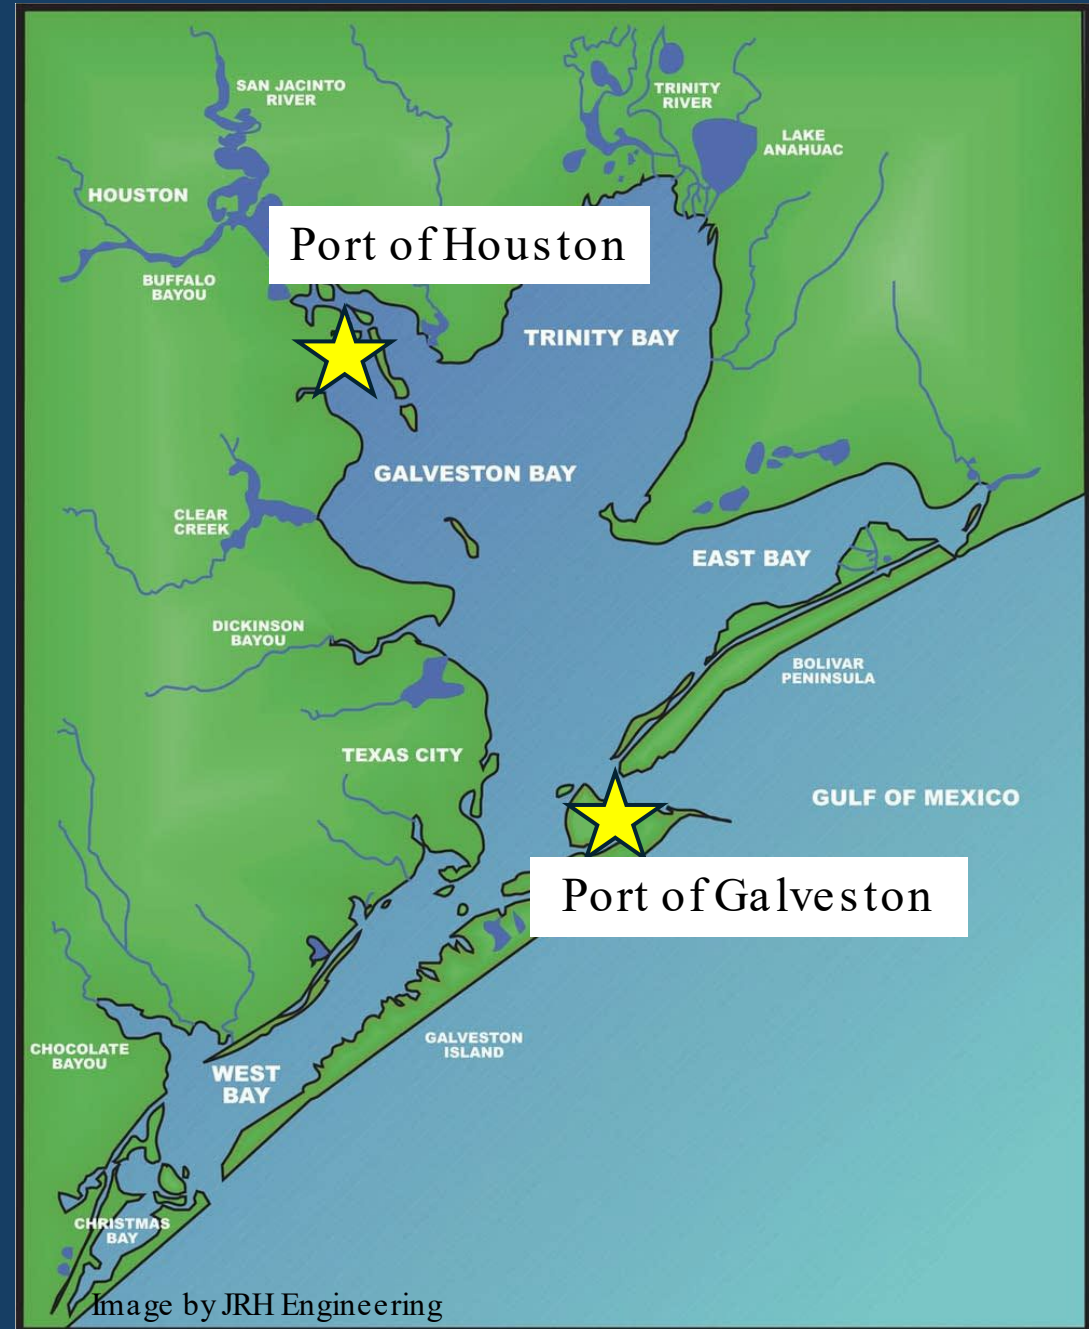 SAN JACINTO
RIVER
TRINITY
RIVER
LAKE
ANAHUAC
HOUSTON
Port of Houston
BUFFALO
BAYOU
TRINITY BAY
GALVESTON BAY
CLEAR
CREEK
EAST BAY
DICKINSON
BAYOU
BOLIVAR
PENINSULA
TEXAS CITY
GULF OF MEXICO
Port of Galveston
GALVESTON
ISLAND
CHOCOLATE
BAYOU
WEST
BAY
CHRISTMAS
BAY
Image by JRH Engineering